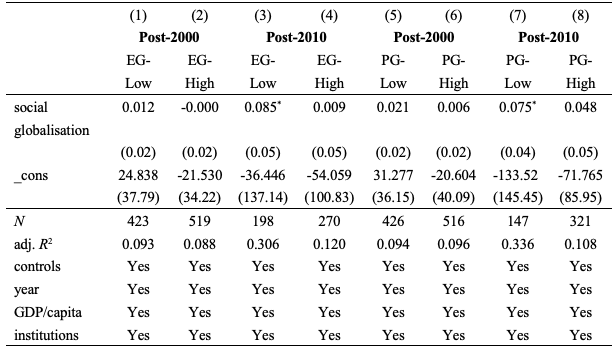 (1) (2) (3) (4) (5) (6) (7) (8)
Post-2000 Post-2010 Post-2000 Post-2010
EG- EG- EG- EG- PG- PG- PG- PG-
Low High Low High Low High Low High
social 0.012 -0.000 0.085* 0.009 0.021 0.006 0.075* 0.048
globalisation
(0.02) (0.02) (0.05) (0.05) (0.02) (0.02) (0.04) (0.05)
_cons 24.838 -21.530 -36.446 -54.059 31.277 -20.604 -133.52 -71.765
(37.79) (34.22) (137.14) (100.83) (36.15) (40.09) (145.45) (85.95)
N 423 519 198 270 426 516 147 321
adj. R² 0.093 0.088 0.306 0.120 0.094 0.096 0.336 0.108
controls Yes Yes Yes Yes Yes Yes Yes Yes
year Yes Yes Yes Yes Yes Yes Yes Yes
GDP/capita Yes Yes Yes Yes Yes Yes Yes Yes
institutions Yes Yes Yes Yes Yes Yes Yes Yes